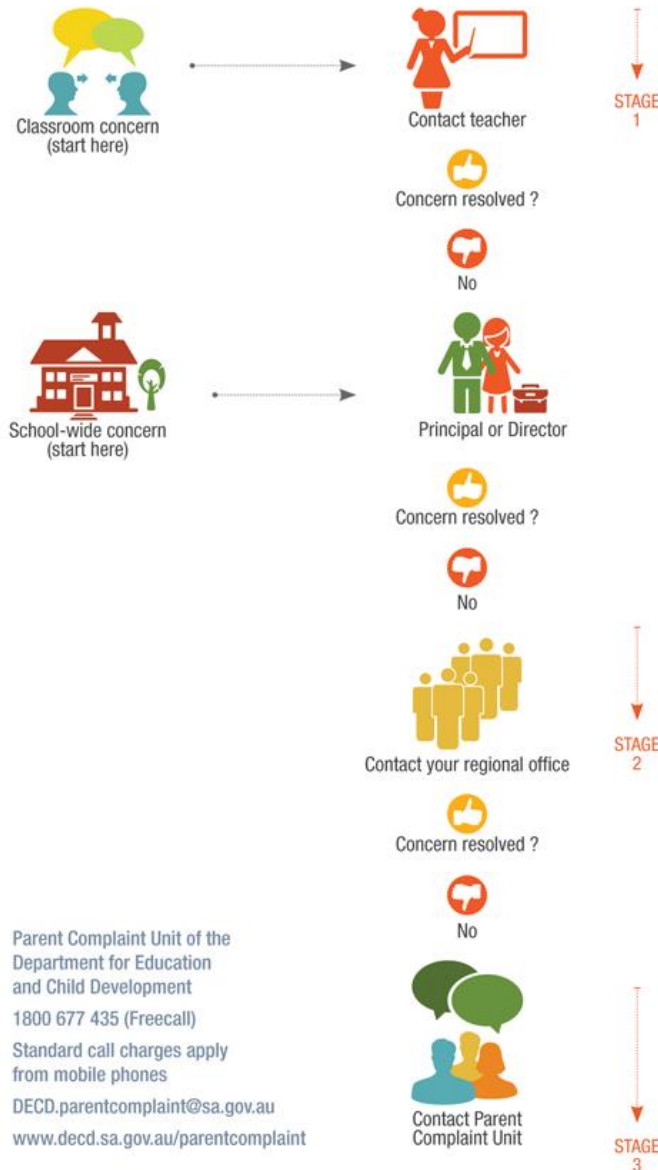 Classroom concern
(start here)
Contact teacher
STAGE
1
Concern resolved ?
No
School-wide concern
(start here)
Principal or Director
Concern resolved ?
No
Contact your regional office
STAGE
2
Concern resolved ?
No
Parent Complaint Unit of the
Department for Education
and Child Development
1800 677 435 (Freecall)
Standard call charges apply
from mobile phones
DECD.parentcomplaint@sa.gov.au
www.decd.sa.gov.au/parentcomplaint
Contact Parent
Complaint Unit
STAGE
3